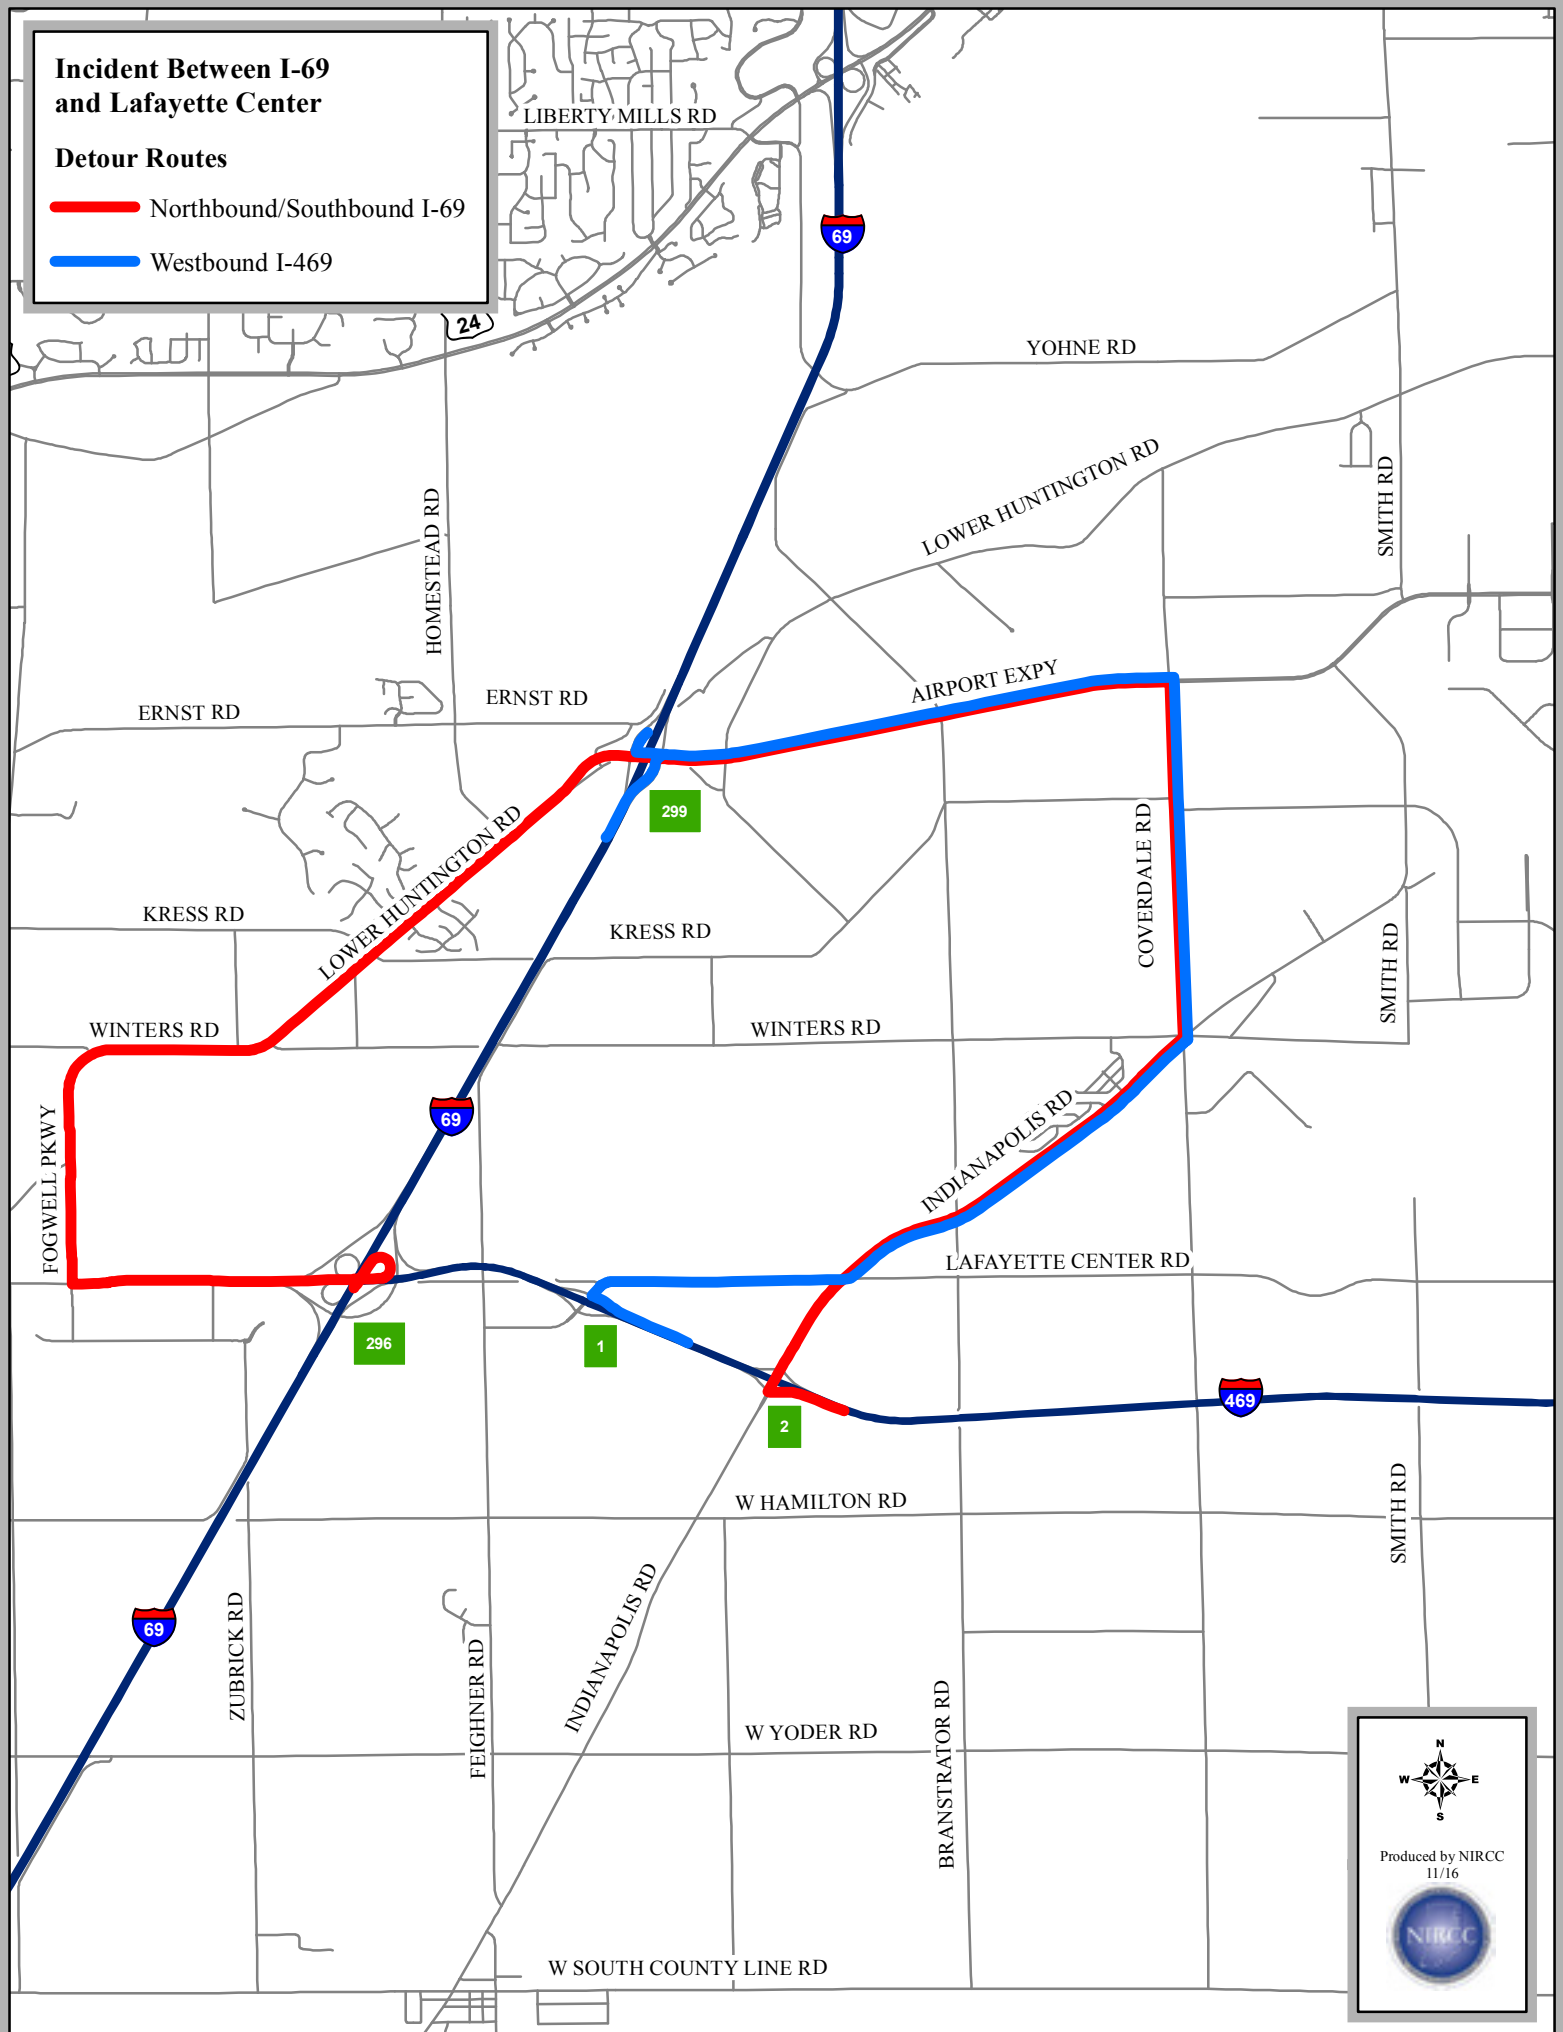 Incident Between I-69
and Lafayette Center
Detour Routes
Northbound/Southbound I-69
Westbound I-469
LIBERTY MILLS RD
69
24
YOHNE RD
LOWER HUNTINGTON RD
SMITH RD
HOMESTEAD RD
AIRPORT EXPY
ERNST RD
ERNST RD
299
COVERDALE RD
LOWER HUNTINGTON RD
KRESS RD
KRESS RD
SMITH RD
WINTERS RD
WINTERS RD
69
INDIANAPOLIS RD
FOGWELL PKWY
LAFAYETTE CENTER RD
296
1
469
2
W HAMILTON RD
SMITH RD
INDIANAPOLIS RD
69
ZUBRICK RD
FEIGHNER RD
W YODER RD
BRANSTRATOR RD
N
W
E
S
Produced by NIRCC
11/16
NIRCC
W SOUTH COUNTY LINE RD